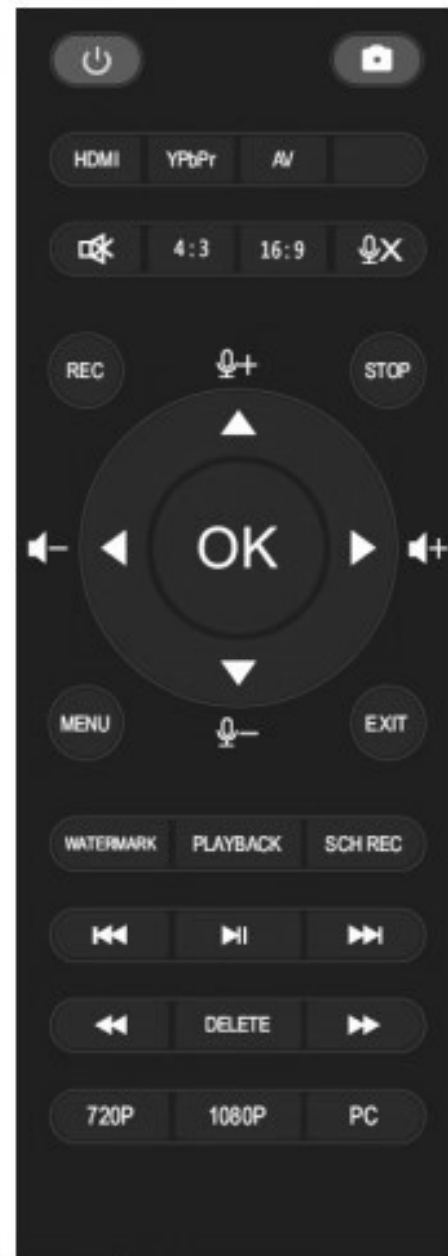 HDMI YPbPr AV
4:3 16:9
REC STOP
OK
MENU EXIT
WATERMARK PLAYBACK SCH REC
DELETE
720P 1080P PC